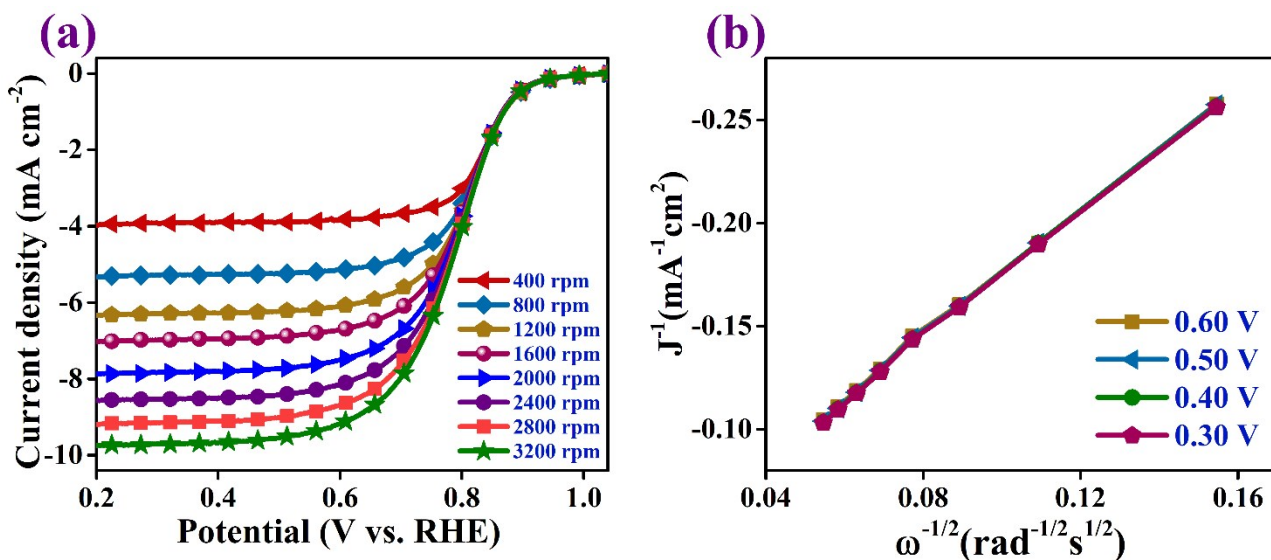 (a)
Current density (mA cm⁻²)
0
-2
-4
-6
-8
-10
400 rpm
800 rpm
1200 rpm
1600 rpm
2000 rpm
2400 rpm
2800 rpm
3200 rpm
0.2 0.4 0.6 0.8 1.0
Potential (V vs. RHE)
(b)
J⁻¹(mA⁻¹cm²)
-0.25
-0.20
-0.15
-0.10
0.60 V
0.50 V
0.40 V
0.30 V
0.04 0.08 0.12 0.16
ω⁻¹/²(rad⁻¹/²s¹/²)